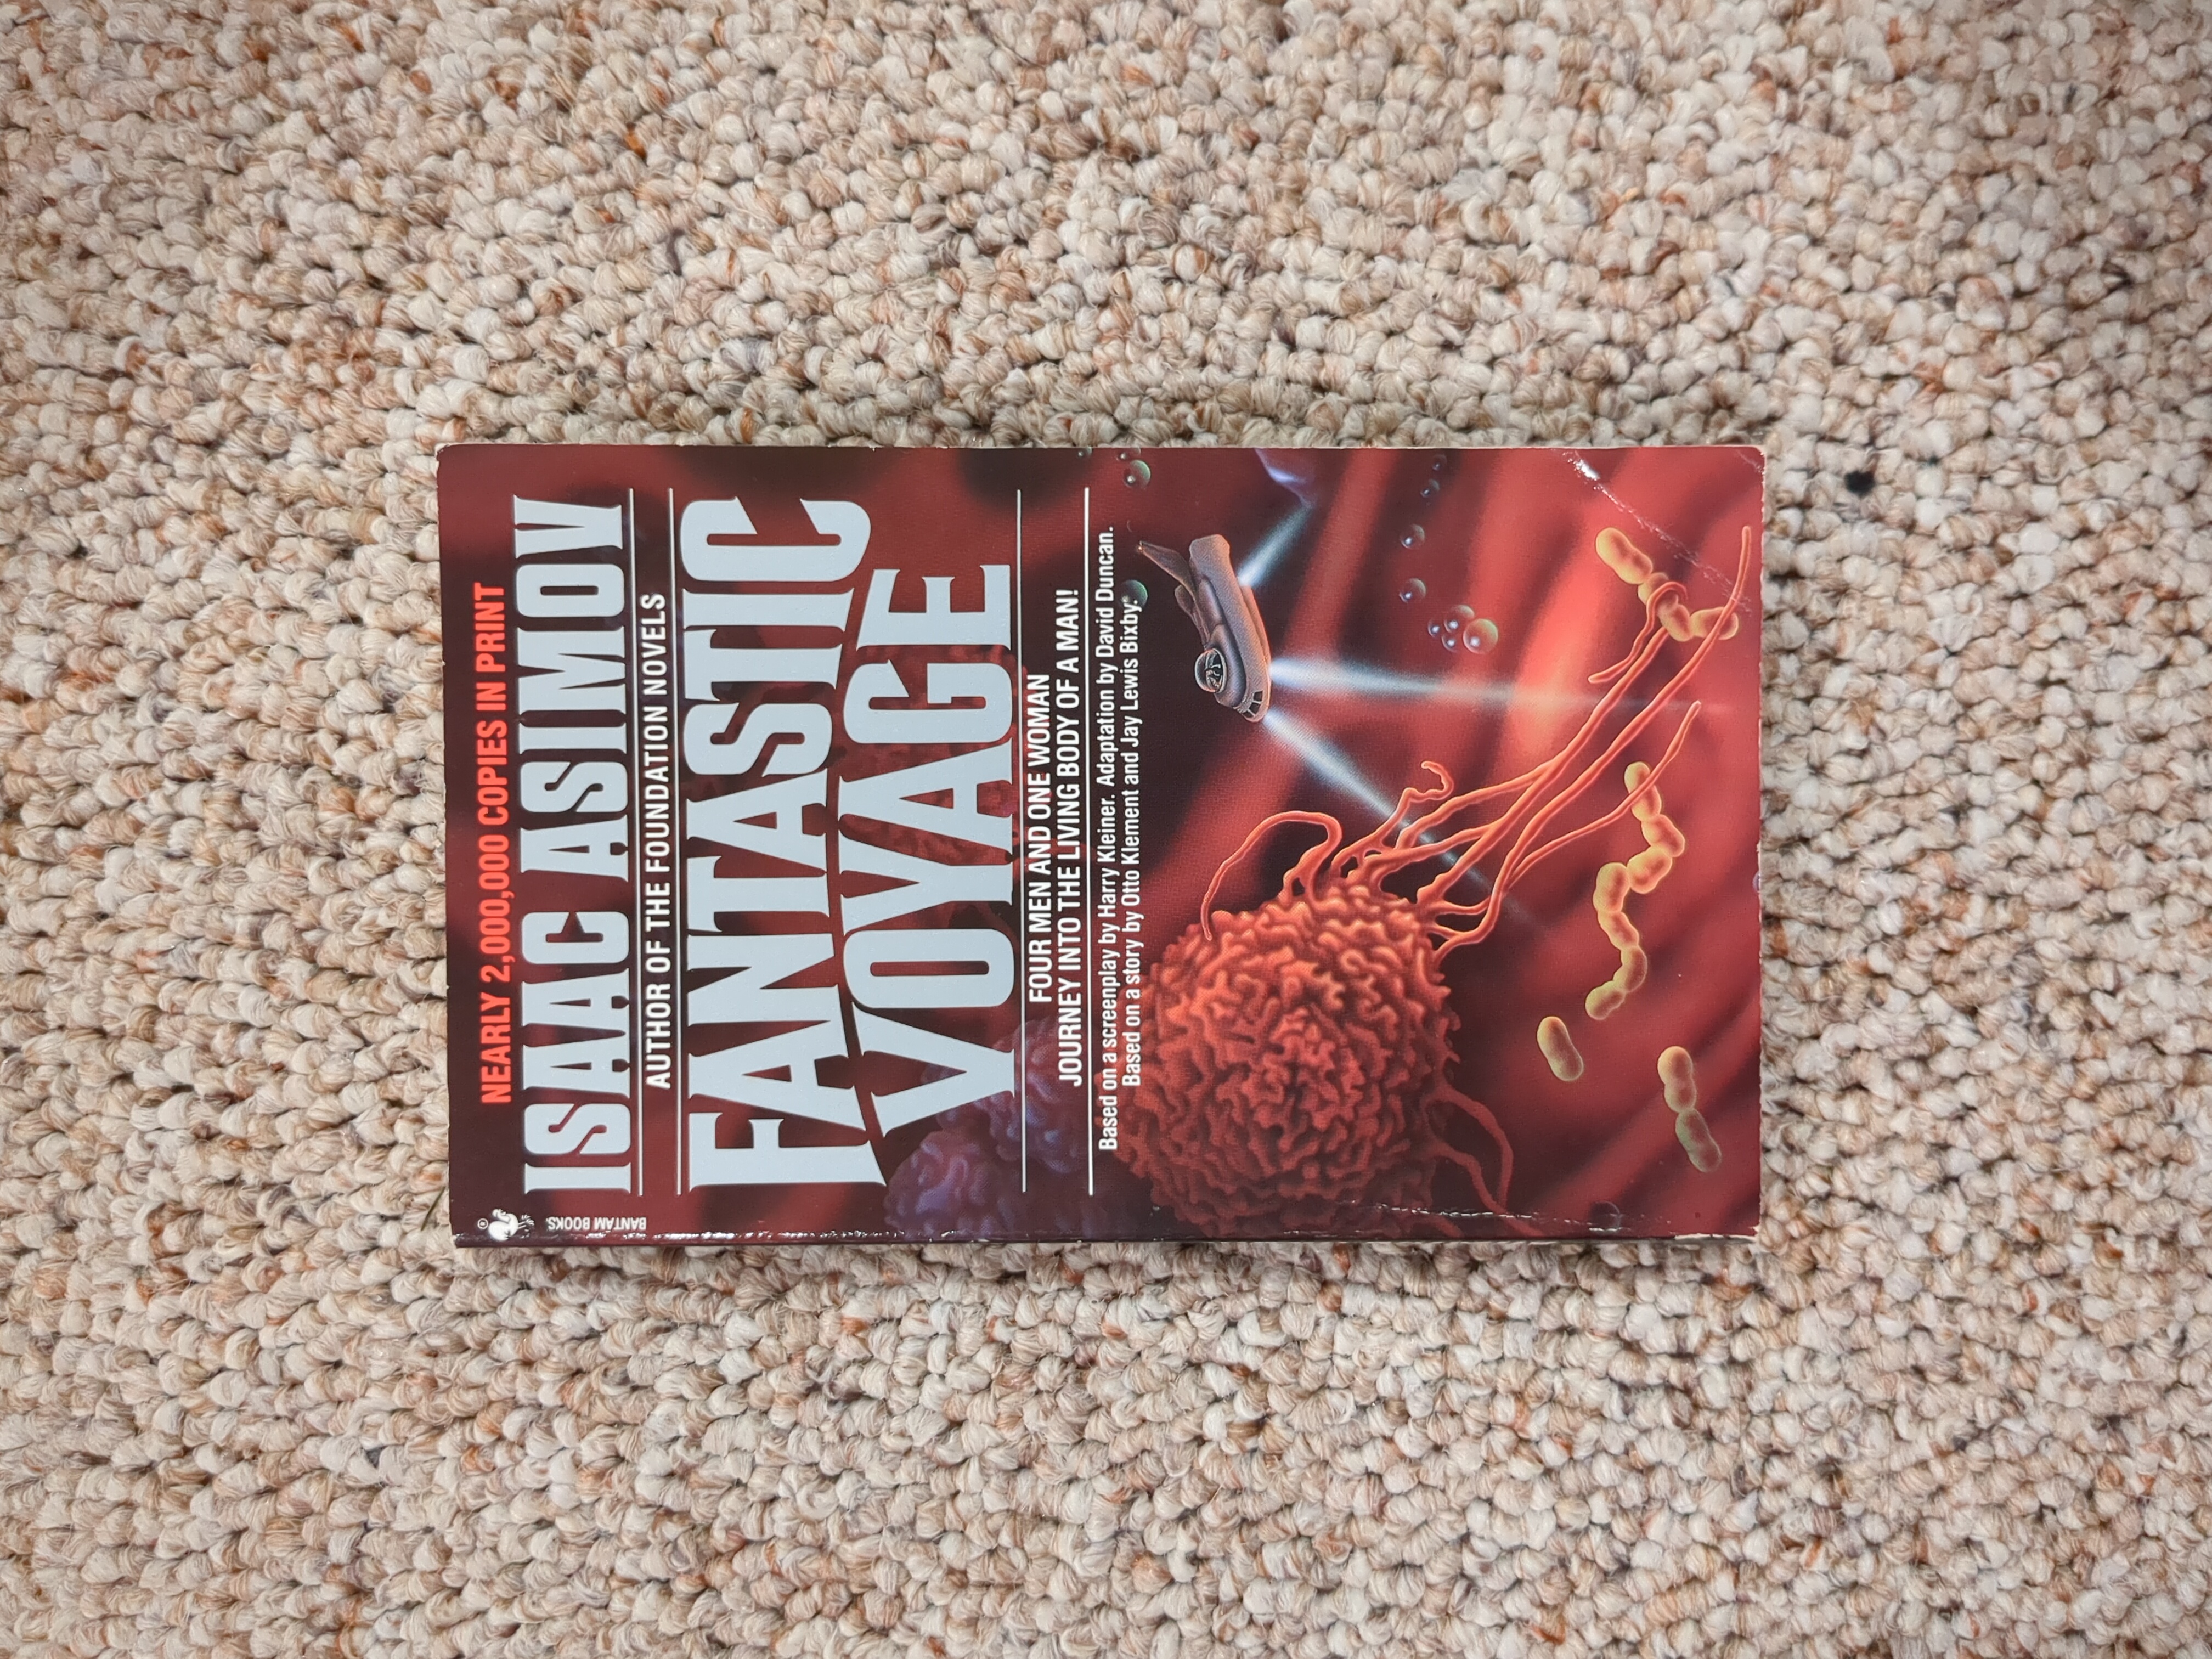 NEARLY 2,000,000 COPIES IN PRINT
ISAAC ASIMOV
AUTHOR OF THE FOUNDATION NOVELS
FANTASTIC
VOYAGE
FOUR MEN AND ONE WOMAN
JOURNEY INTO THE LIVING BODY OF A MAN!
Based on a screenplay by Harry Kleiner. Adaptation by David Duncan.
Based on a story by Otto Klement and Jay Lewis Bixby.
®
BANTAM BOOKS.